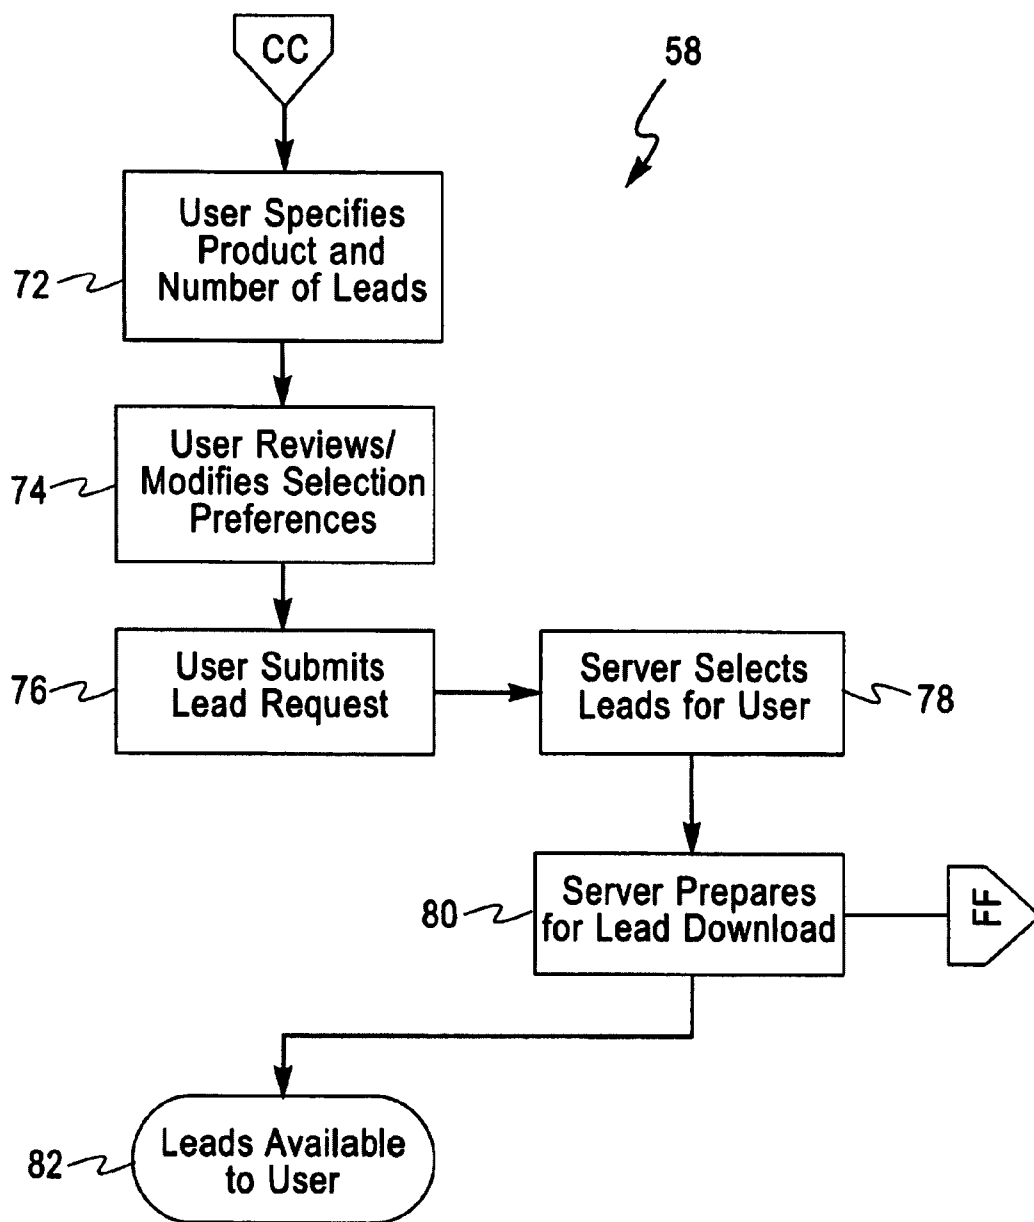 CC
58
User Specifies
Product and
Number of Leads
72
User Reviews/
Modifies Selection
Preferences
74
User Submits
Lead Request
76
Server Selects
Leads for User
78
Server Prepares
for Lead Download
80
FF
Leads Available
to User
82